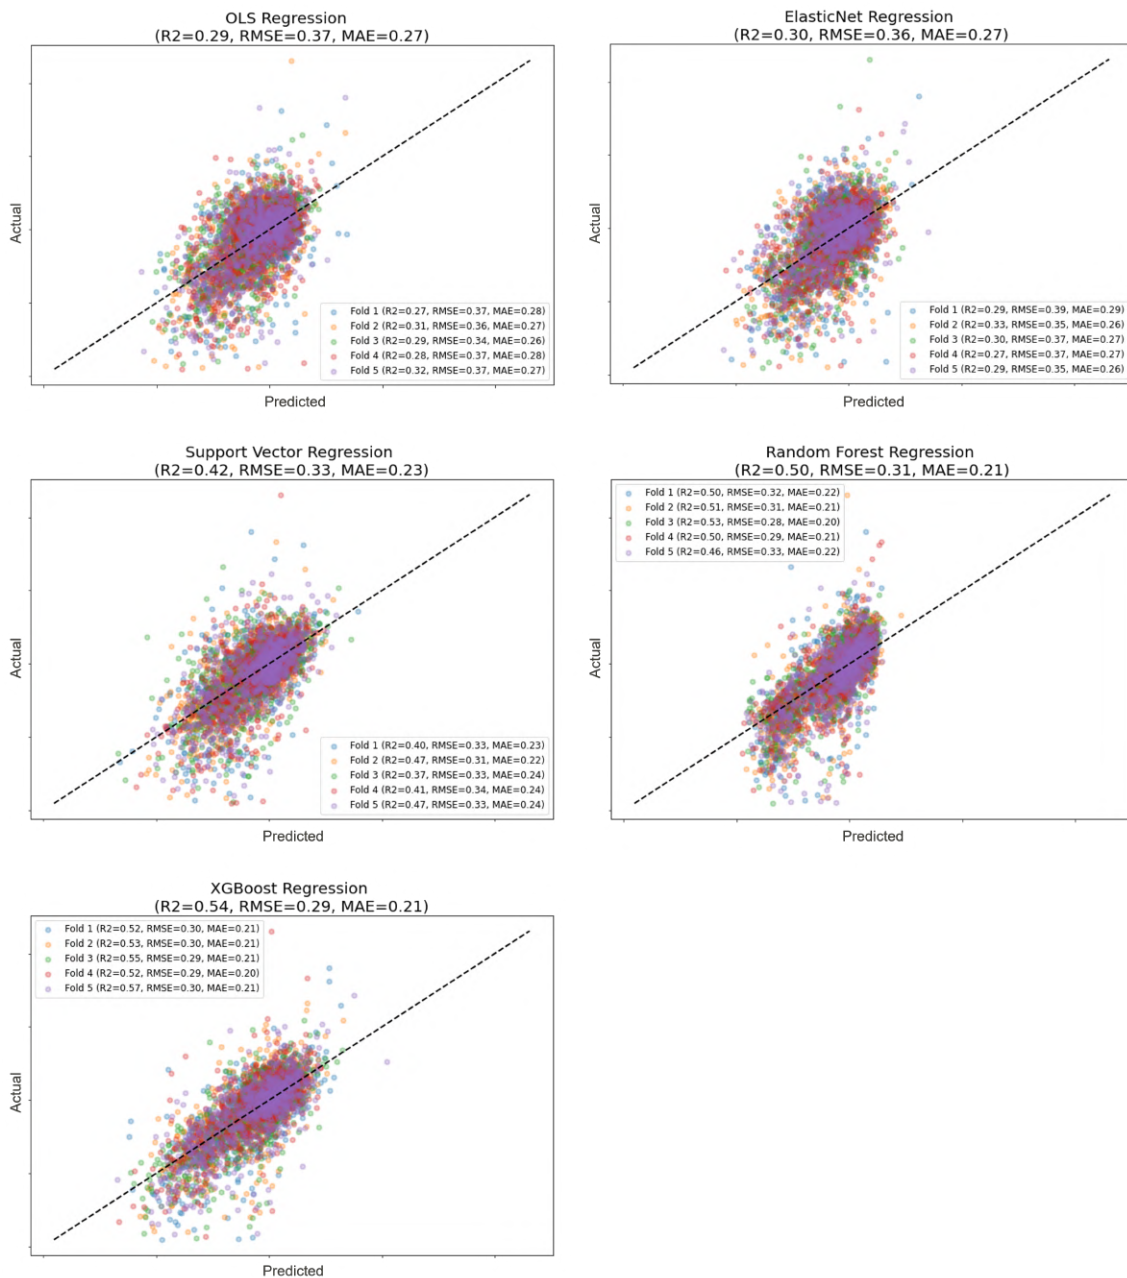 OLS Regression
(R2=0.29, RMSE=0.37, MAE=0.27)
Actual
Fold 1 (R2=0.27, RMSE=0.37, MAE=0.28)
Fold 2 (R2=0.31, RMSE=0.36, MAE=0.27)
Fold 3 (R2=0.29, RMSE=0.34, MAE=0.26)
Fold 4 (R2=0.28, RMSE=0.37, MAE=0.28)
Fold 5 (R2=0.32, RMSE=0.37, MAE=0.27)
Predicted
ElasticNet Regression
(R2=0.30, RMSE=0.36, MAE=0.27)
Actual
Fold 1 (R2=0.29, RMSE=0.39, MAE=0.29)
Fold 2 (R2=0.33, RMSE=0.35, MAE=0.26)
Fold 3 (R2=0.30, RMSE=0.37, MAE=0.27)
Fold 4 (R2=0.27, RMSE=0.37, MAE=0.27)
Fold 5 (R2=0.29, RMSE=0.35, MAE=0.26)
Predicted
Support Vector Regression
(R2=0.42, RMSE=0.33, MAE=0.23)
Actual
Fold 1 (R2=0.40, RMSE=0.33, MAE=0.23)
Fold 2 (R2=0.47, RMSE=0.31, MAE=0.22)
Fold 3 (R2=0.37, RMSE=0.33, MAE=0.24)
Fold 4 (R2=0.41, RMSE=0.34, MAE=0.24)
Fold 5 (R2=0.47, RMSE=0.33, MAE=0.24)
Predicted
Random Forest Regression
(R2=0.50, RMSE=0.31, MAE=0.21)
Fold 1 (R2=0.50, RMSE=0.32, MAE=0.22)
Fold 2 (R2=0.51, RMSE=0.31, MAE=0.21)
Fold 3 (R2=0.53, RMSE=0.28, MAE=0.20)
Fold 4 (R2=0.50, RMSE=0.29, MAE=0.21)
Fold 5 (R2=0.46, RMSE=0.33, MAE=0.22)
Actual
Predicted
XGBoost Regression
(R2=0.54, RMSE=0.29, MAE=0.21)
Fold 1 (R2=0.52, RMSE=0.30, MAE=0.21)
Fold 2 (R2=0.53, RMSE=0.30, MAE=0.21)
Fold 3 (R2=0.55, RMSE=0.29, MAE=0.21)
Fold 4 (R2=0.52, RMSE=0.29, MAE=0.20)
Fold 5 (R2=0.57, RMSE=0.30, MAE=0.21)
Actual
Predicted